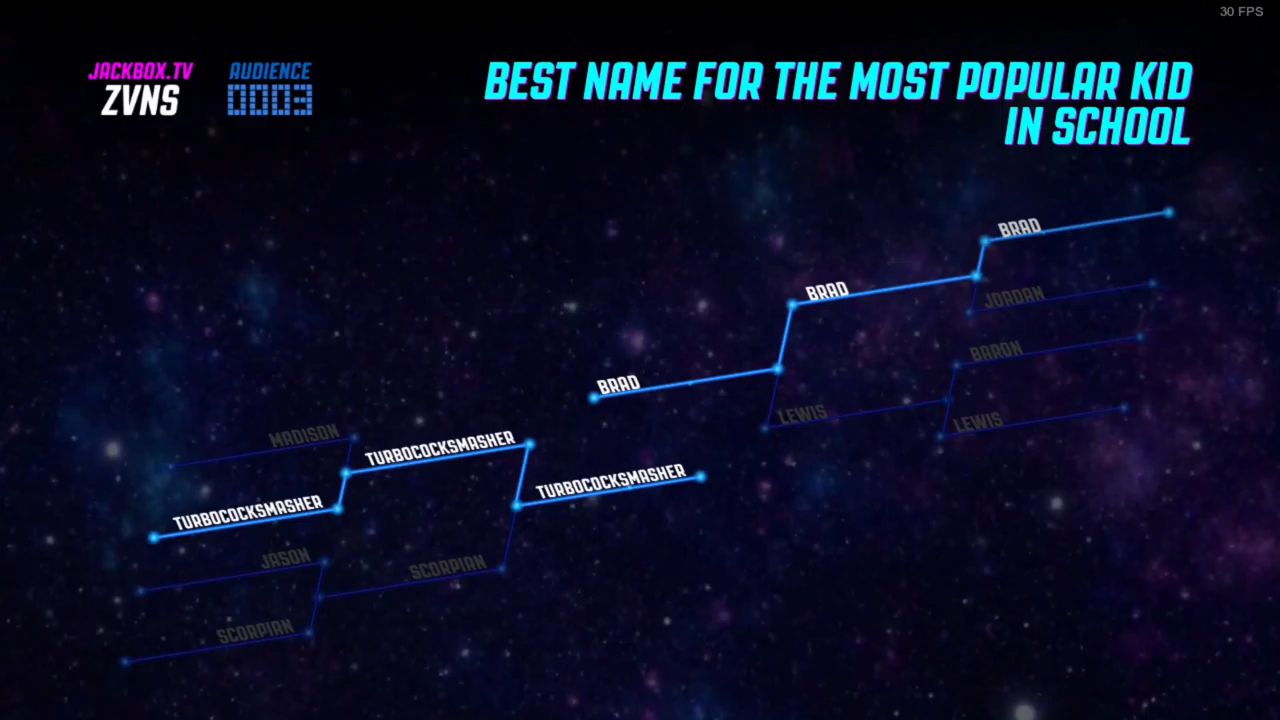 30 FPS
JACKBOX.TV
ZVNS
AUDIENCE
0003
BEST NAME FOR THE MOST POPULAR KID
IN SCHOOL
BRAD
BRAD
JORDAN
BRAON
BRAD
LEWIS
LEWIS
MADISON
TURBOCOCKSMASHER
TURBOCOCKSMASHER
TURBOCOCKSMASHER
JASON
SCORPIAN
SCORPIAN